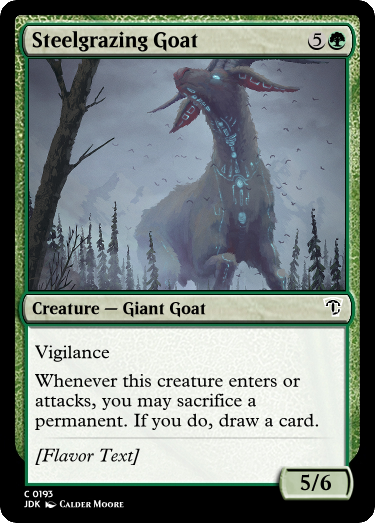 Steelgrazing Goat 5
Creature — Giant Goat
Vigilance
Whenever this creature enters or
attacks, you may sacrifice a
permanent. If you do, draw a card.
[Flavor Text]
5/6
C 0193
JDK Calder Moore